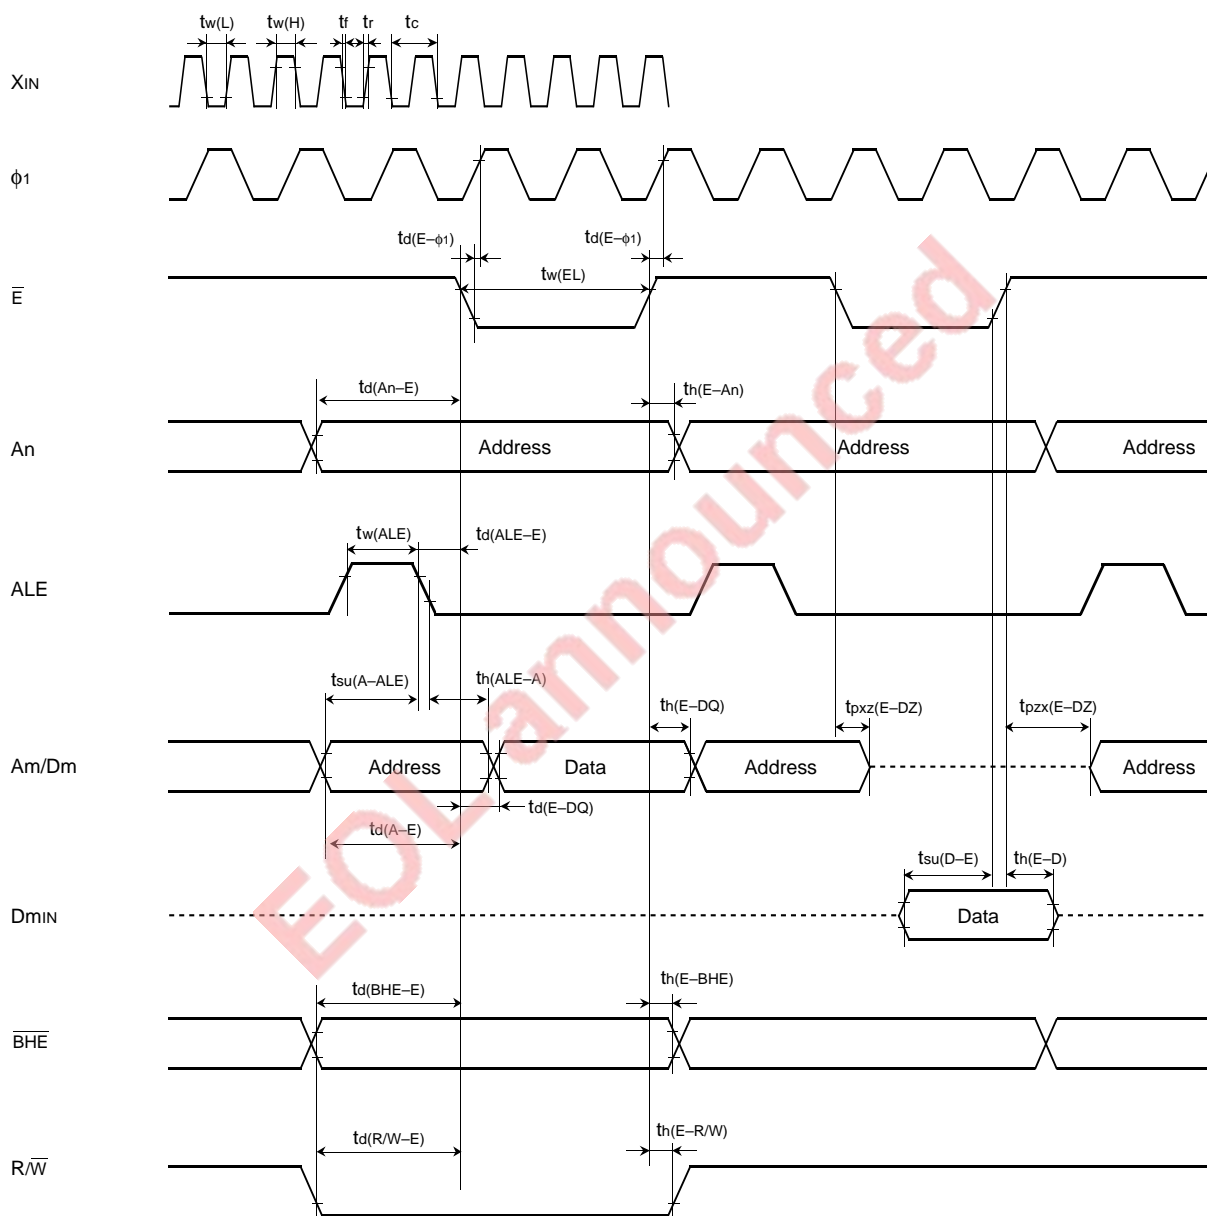 tw(L) tw(H) tf tr tc
XIN
ϕ1
td(E–ϕ1) td(E–ϕ1)
tw(EL)
E̅
td(An–E) th(E–An)
An Address Address Address
tw(ALE) td(ALE–E)
ALE
tsu(A–ALE) th(ALE–A) th(E–DQ) tpxz(E–DZ) tpzx(E–DZ)
Am/Dm Address Data Address Address
td(E–DQ)
td(A–E)
tsu(D–E) th(E–D)
DmIN Data
td(BHE–E) th(E–BHE)
B̅H̅E̅
td(R/W–E) th(E–R/W)
R/W̅
EOL announced